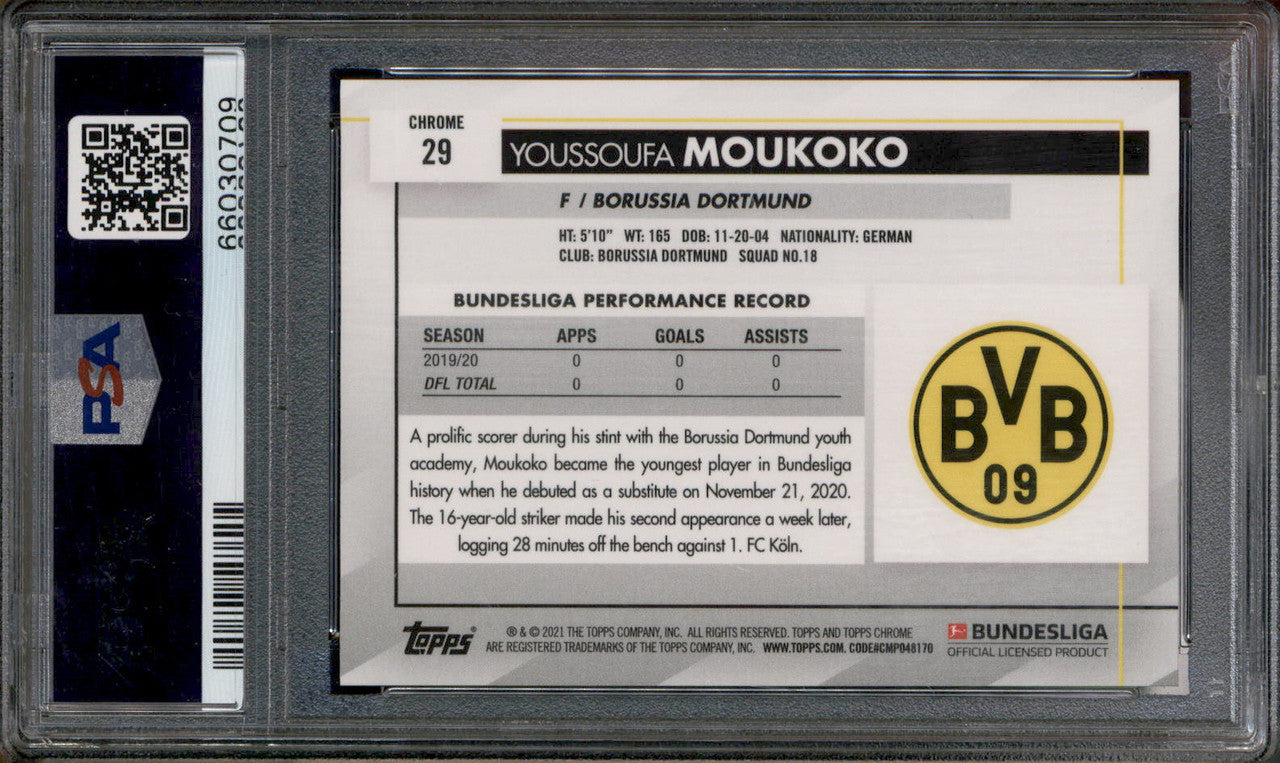 66030709
PSA
CHROME
29
YOUSSOUFA MOUKOKO
F / BORUSSIA DORTMUND
HT: 5'10" WT: 165 DOB: 11-20-04 NATIONALITY: GERMAN
CLUB: BORUSSIA DORTMUND SQUAD NO.18
BUNDESLIGA PERFORMANCE RECORD
SEASON APPS GOALS ASSISTS
2019/20 0 0 0
DFL TOTAL 0 0 0
A prolific scorer during his stint with the Borussia Dortmund youth
academy, Moukoko became the youngest player in Bundesliga
history when he debuted as a substitute on November 21, 2020.
The 16-year-old striker made his second appearance a week later,
logging 28 minutes off the bench against 1. FC Köln.
BVB
09
Topps®
® & © 2021 THE TOPPS COMPANY, INC. ALL RIGHTS RESERVED. TOPPS AND TOPPS CHROME
ARE REGISTERED TRADEMARKS OF THE TOPPS COMPANY, INC. WWW.TOPPS.COM. CODE#CMP048170
BUNDESLIGA
OFFICIAL LICENSED PRODUCT